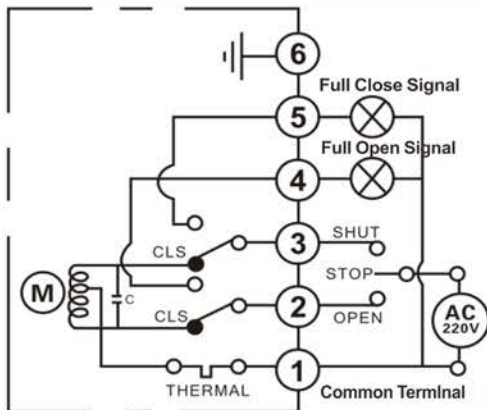 6
Full Close Signal
5
Full Open Signal
4
CLS
3
SHUT
STOP
M
C
CLS
2
OPEN
AC
220V
THERMAL
1
Common Terminal